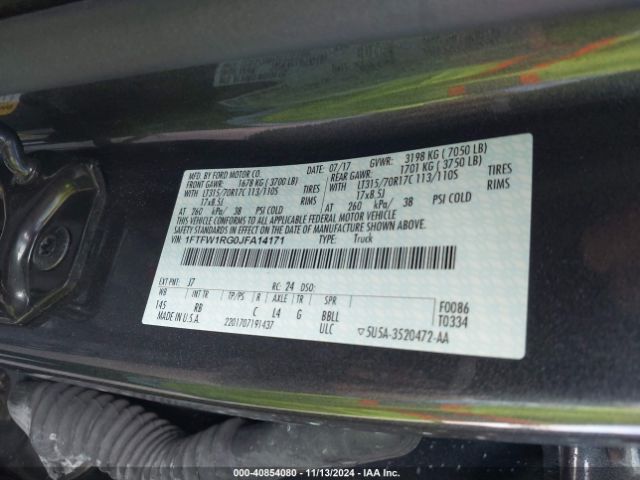 MFD. BY FORD MOTOR CO.
DATE: 07/17 GVWR: 3198 KG ( 7050 LB)
FRONT GAWR: 1678 KG ( 3700 LB)
REAR GAWR: 1701 KG ( 3750 LB)
WITH LT315/70R17C 113/110S TIRES
WITH LT315/70R17C 113/110S TIRES
17x8.5J RIMS
17x8.5J RIMS
AT 260 kPa/ 38 PSI COLD
AT 260 kPa/ 38 PSI COLD
THIS VEHICLE CONFORMS TO ALL APPLICABLE FEDERAL MOTOR VEHICLE
SAFETY STANDARDS IN EFFECT ON THE DATE OF MANUFACTURE SHOWN ABOVE.
VIN: 1FTFW1RG0JFA14171 TYPE: Truck
EXT PNT: J7 RC: 24 DSO:
WB INT TR TP/PS R AXLE TR SPR
145 RB C L4 G BBLL
F0086
T0334
MADE IN U.S.A. 2201707191437 ULC
5U5A-3520472-AA
000-40854080 - 11/13/2024 - IAA Inc.